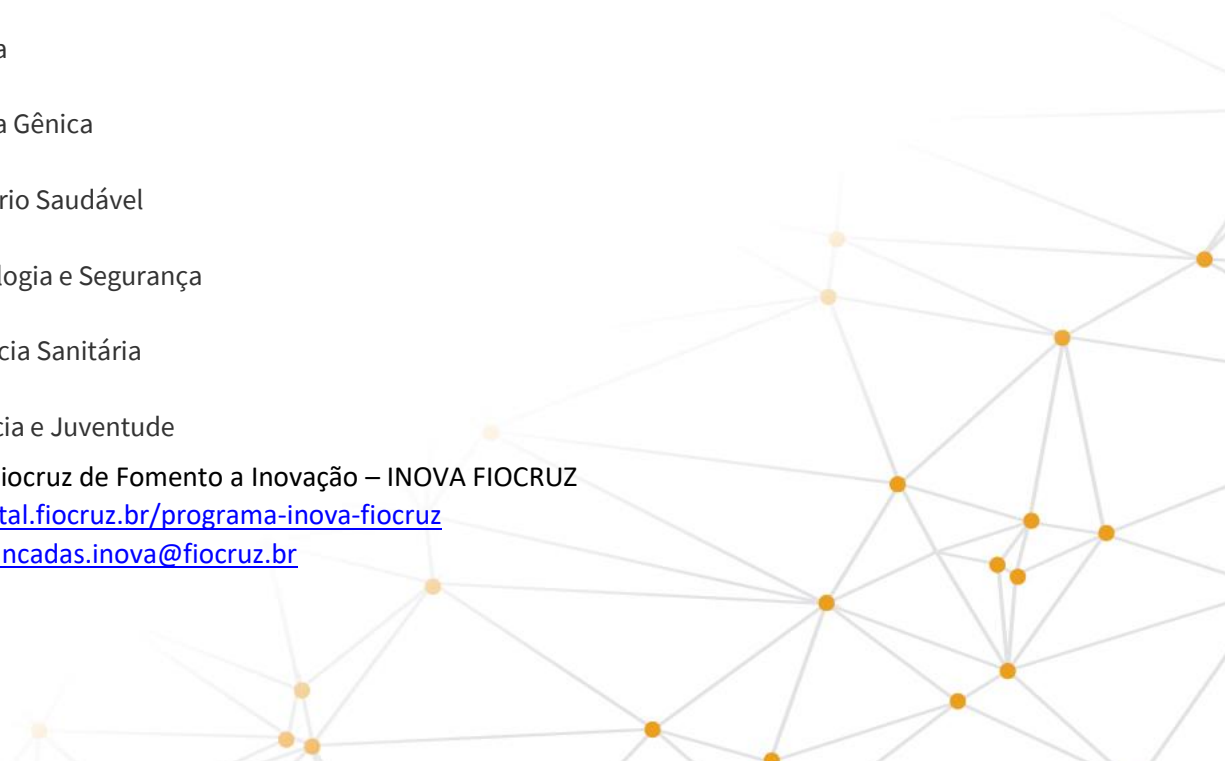 a
a Gênica
rio Saudável
logia e Segurança
cia Sanitária
cia e Juventude
iocruz de Fomento a Inovação – INOVA FIOCRUZ
tal.fiocruz.br/programa-inova-fiocruz
ncadas.inova@fiocruz.br